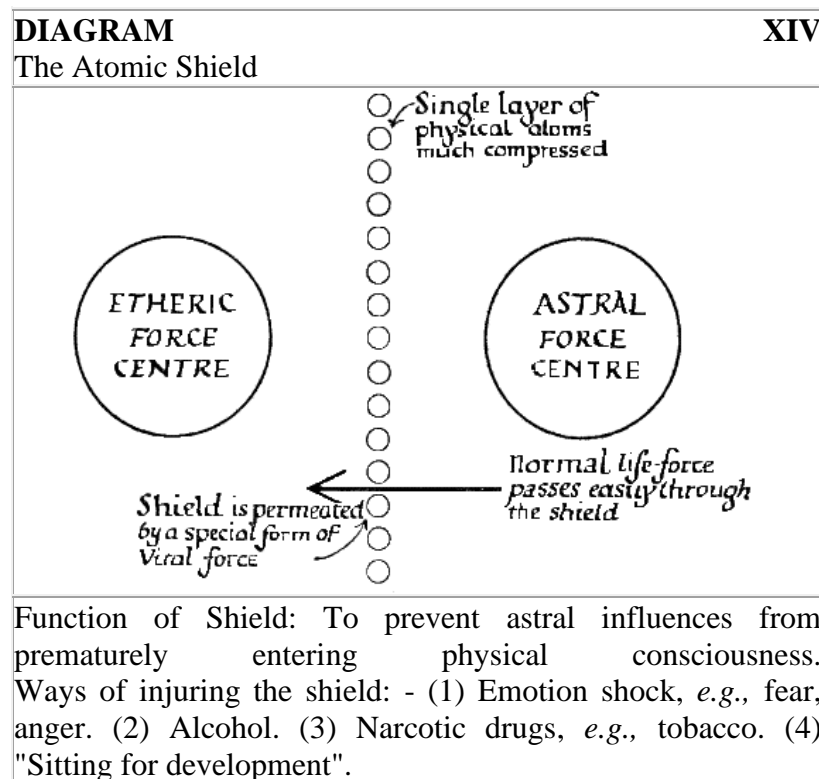 DIAGRAM XIV
The Atomic Shield
Single layer of
physical atoms
much compressed
ETHERIC
FORCE
CENTRE
ASTRAL
FORCE
CENTRE
Normal life-force
passes easily through
the shield
Shield is permeated
by a special form of
Vital force
Function of Shield: To prevent astral influences from
prematurely entering physical consciousness.
Ways of injuring the shield: - (1) Emotion shock, e.g., fear,
anger. (2) Alcohol. (3) Narcotic drugs, e.g., tobacco. (4)
"Sitting for development".